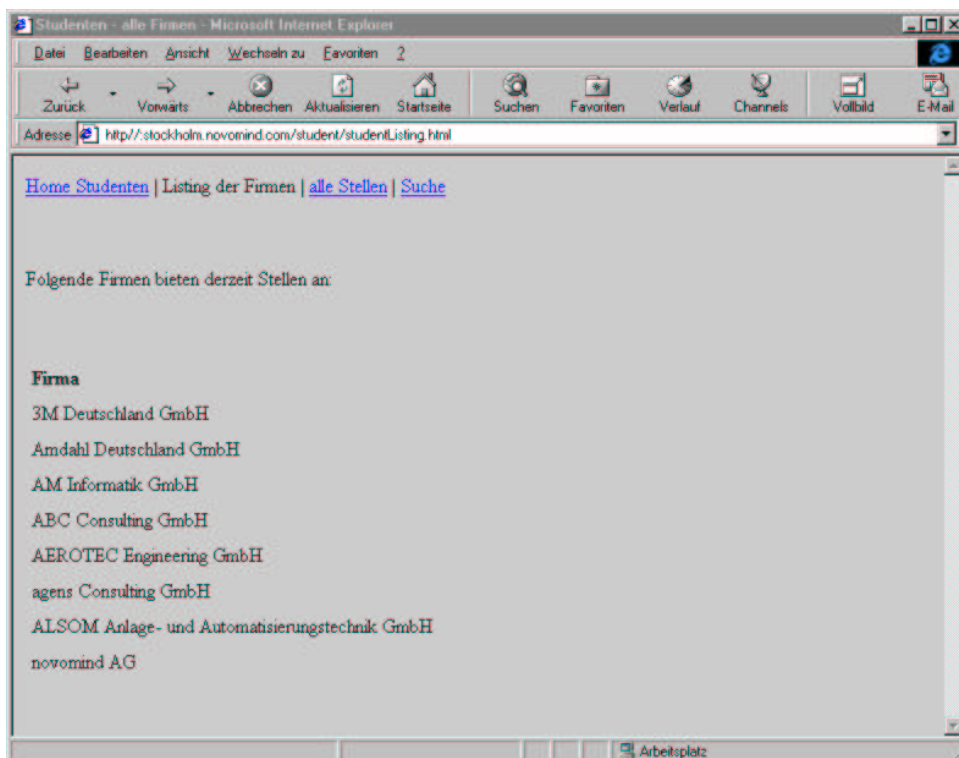 Studenten - alle Firmen - Microsoft Internet Explorer
Datei Bearbeiten Ansicht Wechseln zu Favoriten ?
Zurück Vorwärts Abbrechen Aktualisieren Startseite Suchen Favoriten Verlauf Channels Vollbild E-Mail
Adresse http//:stockholm.novomind.com/student/studentListing.html
Home Studenten | Listing der Firmen | alle Stellen | Suche
Folgende Firmen bieten derzeit Stellen an:
Firma
3M Deutschland GmbH
Amdahl Deutschland GmbH
AM Informatik GmbH
ABC Consulting GmbH
AEROTEC Engineering GmbH
agens Consulting GmbH
ALSOM Anlage- und Automatisierungstechnik GmbH
novomind AG
Arbeitsplatz